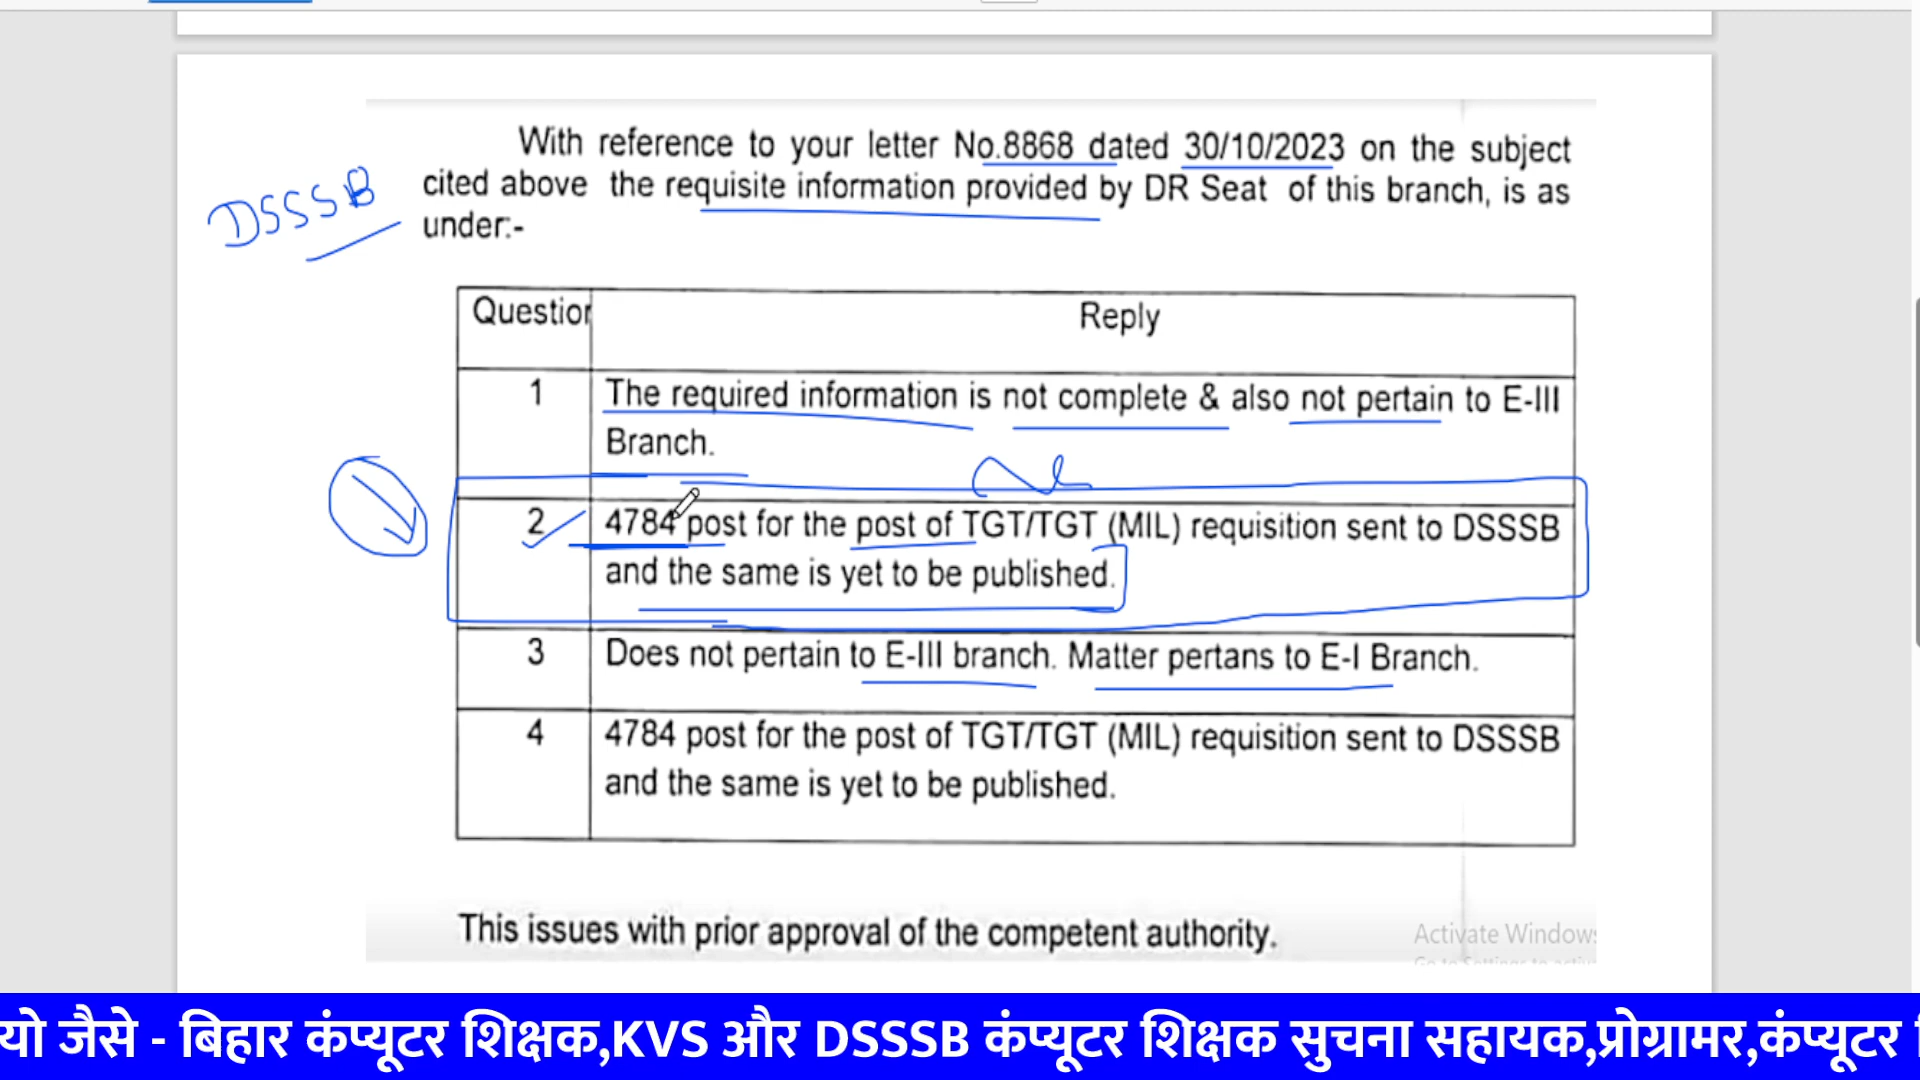 With reference to your letter No.8868 dated 30/10/2023 on the subject
cited above the requisite information provided by DR Seat of this branch, is as
under:-
DSSSB
Question Reply
1 The required information is not complete & also not pertain to E-III
Branch.
2 4784 post for the post of TGT/TGT (MIL) requisition sent to DSSSB
and the same is yet to be published.
3 Does not pertain to E-III branch. Matter pertans to E-I Branch.
4 4784 post for the post of TGT/TGT (MIL) requisition sent to DSSSB
and the same is yet to be published.
This issues with prior approval of the competent authority.
Activate Windows
यो जैसे - बिहार कंप्यूटर शिक्षक,KVS और DSSSB कंप्यूटर शिक्षक सुचना सहायक,प्रोग्रामर,कंप्यूटर